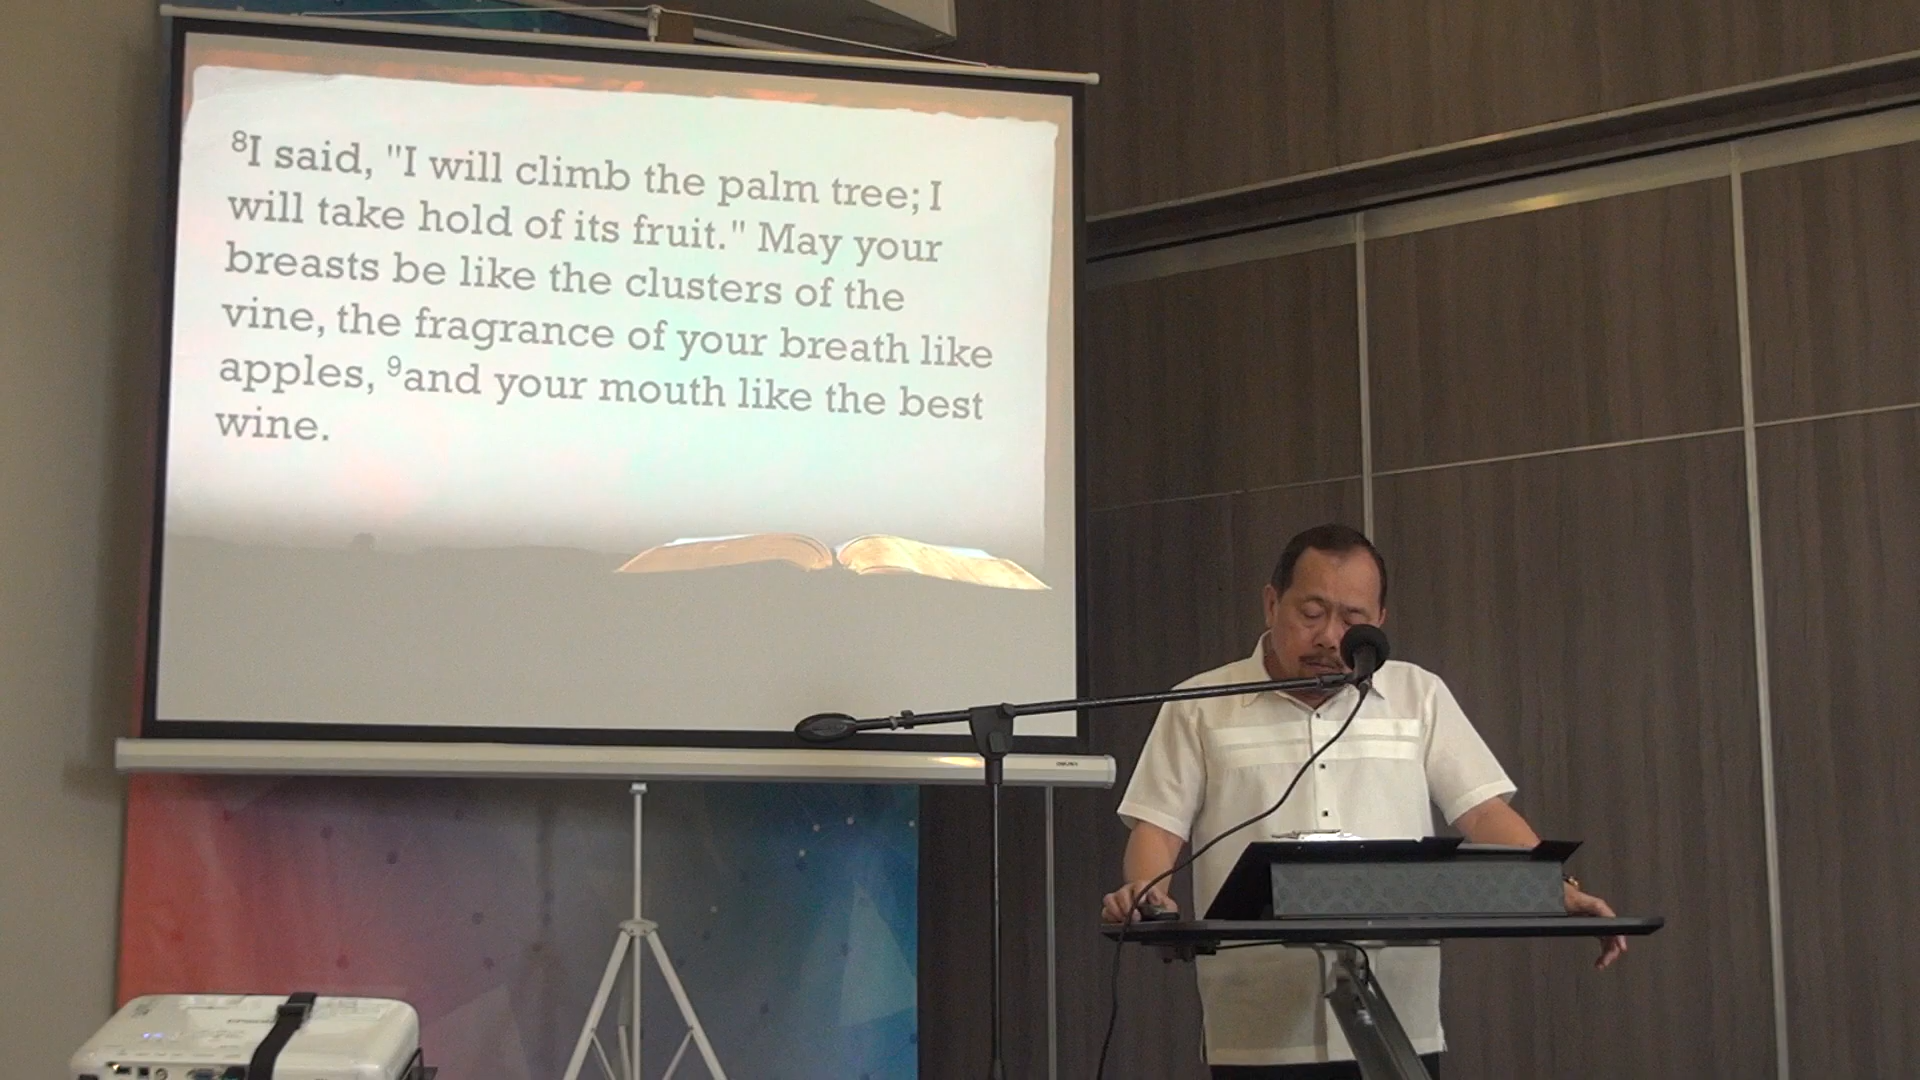 ⁸I said, "I will climb the palm tree; I
will take hold of its fruit." May your
breasts be like the clusters of the
vine, the fragrance of your breath like
apples, ⁹and your mouth like the best
wine.